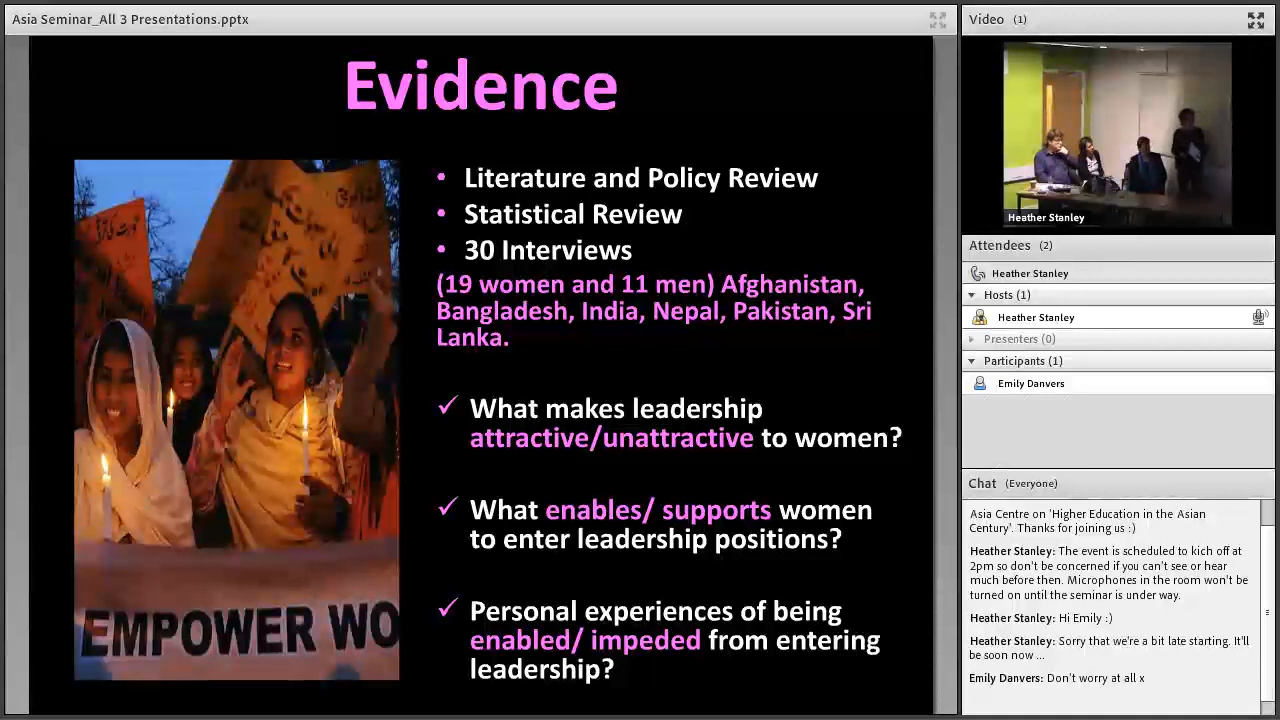 Asia Seminar_All 3 Presentations.pptx
Evidence
• Literature and Policy Review
• Statistical Review
• 30 Interviews
(19 women and 11 men) Afghanistan,
Bangladesh, India, Nepal, Pakistan, Sri
Lanka.
✓ What makes leadership
attractive/unattractive to women?
✓ What enables/ supports women
to enter leadership positions?
✓ Personal experiences of being
enabled/ impeded from entering
leadership?
EMPOWER WO
Video (1)
Heather Stanley
Attendees (2)
Heather Stanley
Hosts (1)
Heather Stanley
Presenters (0)
Participants (1)
Emily Danvers
Chat (Everyone)
Asia Centre on 'Higher Education in the Asian
Century'. Thanks for joining us :)
Heather Stanley: The event is scheduled to kick off at
2pm so don't be concerned if you can't see or hear
much before then. Microphones in the room won't be
turned on until the seminar is under way.
Heather Stanley: Hi Emily :)
Heather Stanley: Sorry that we're a bit late starting. It'll
be soon now ...
Emily Danvers: Don't worry at all x